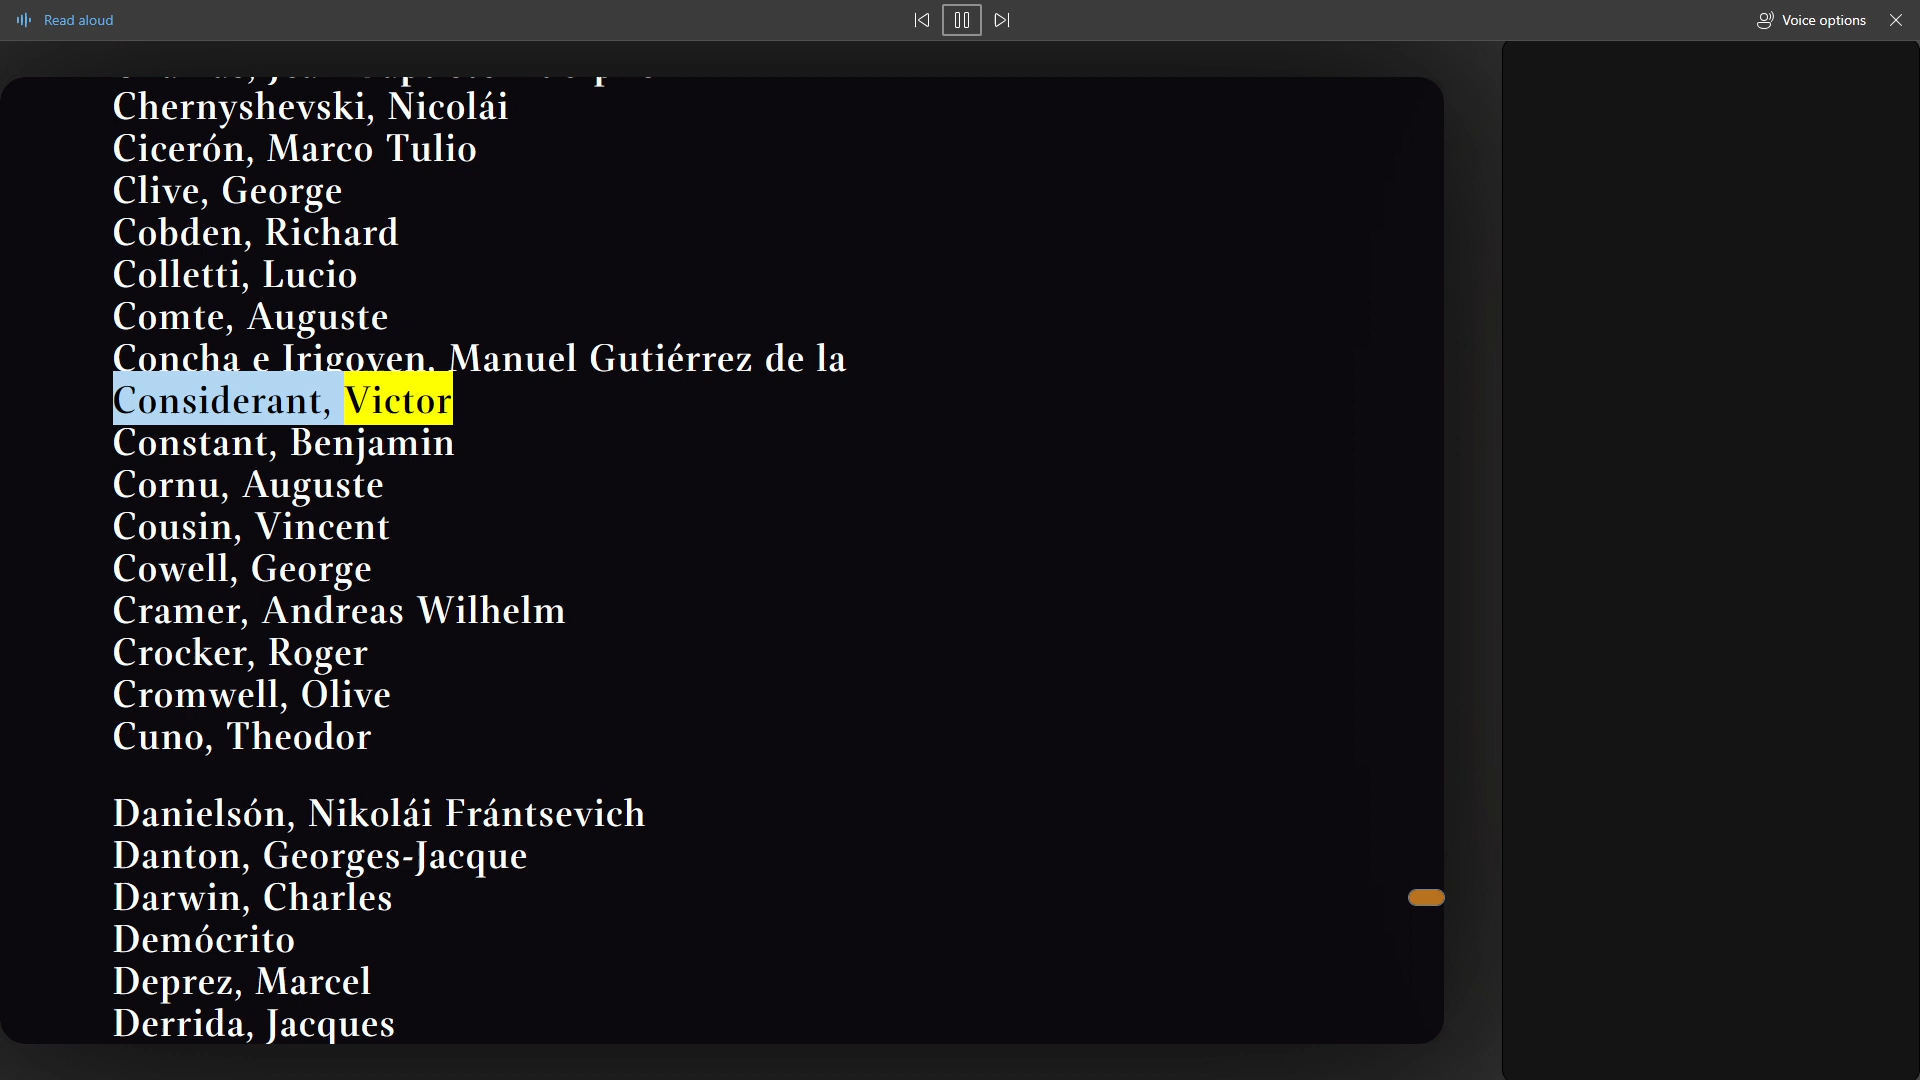 Read aloud
Voice options
Chernyshevski, Nicolái
Cicerón, Marco Tulio
Clive, George
Cobden, Richard
Colletti, Lucio
Comte, Auguste
Concha e Irigoyen, Manuel Gutiérrez de la
Considerant, Victor
Constant, Benjamin
Cornu, Auguste
Cousin, Vincent
Cowell, George
Cramer, Andreas Wilhelm
Crocker, Roger
Cromwell, Olive
Cuno, Theodor
Danielsón, Nikolái Frántsevich
Danton, Georges-Jacque
Darwin, Charles
Demócrito
Deprez, Marcel
Derrida, Jacques